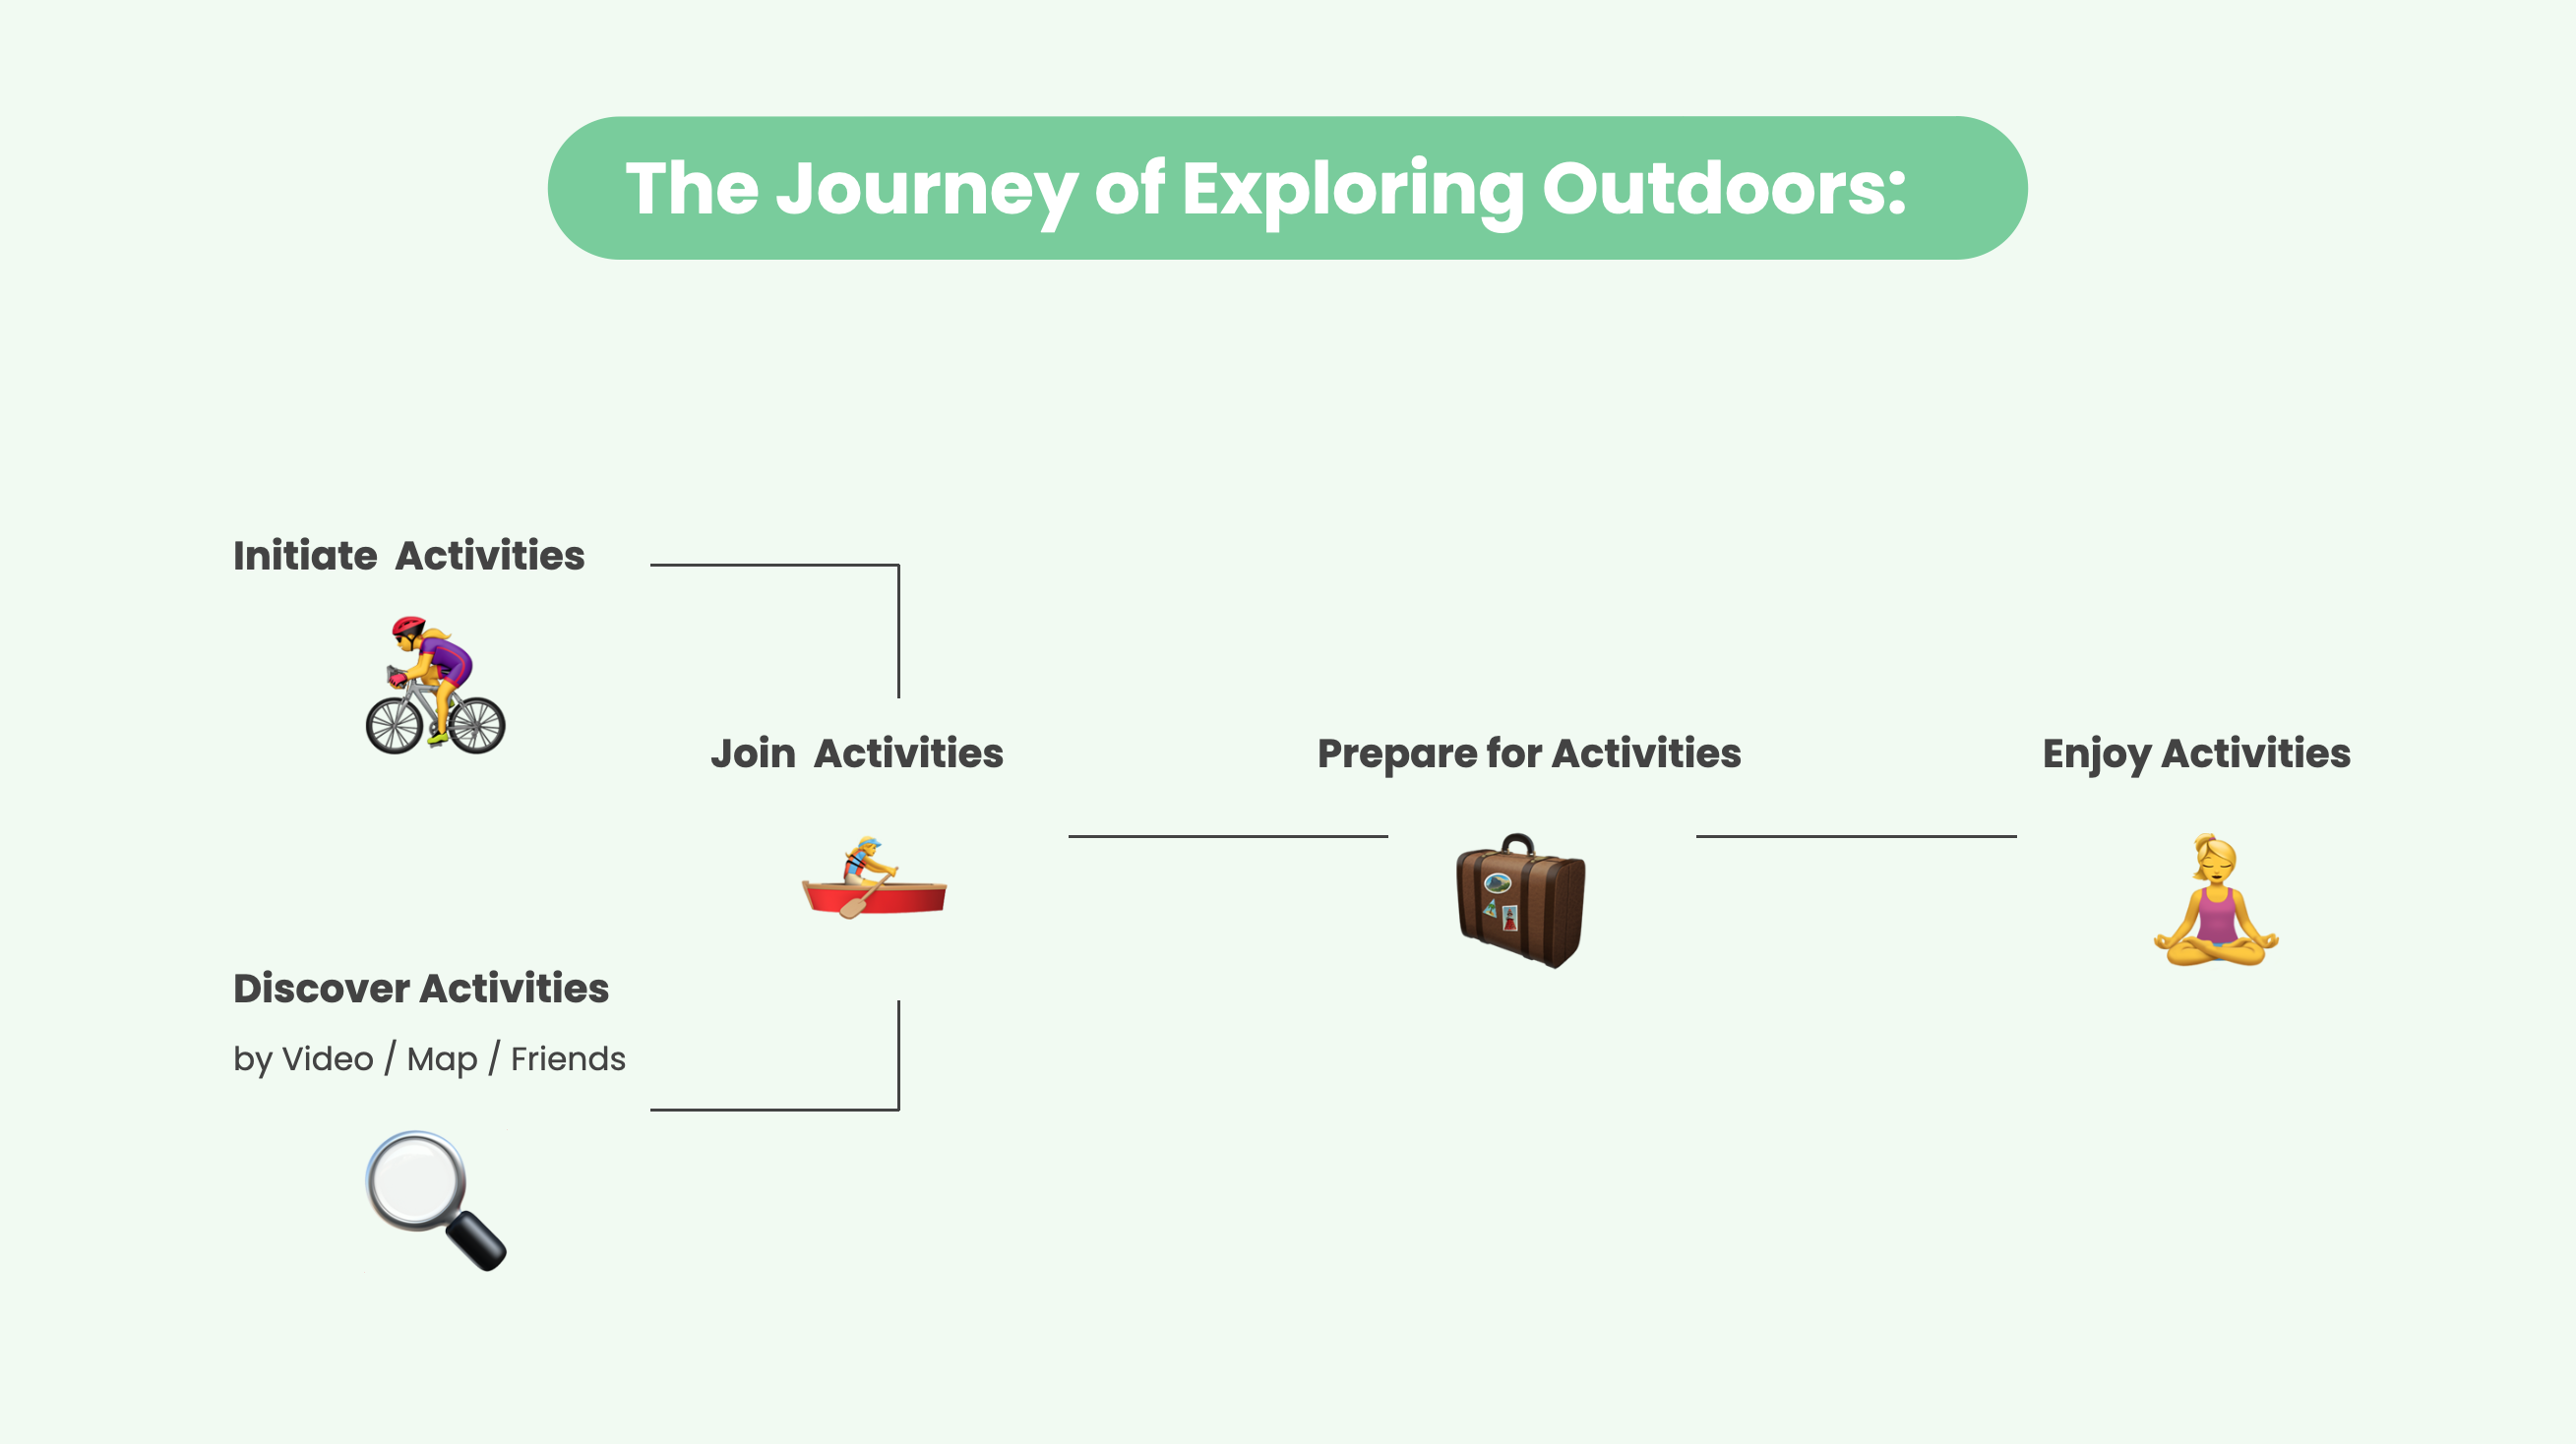 The Journey of Exploring Outdoors:
Initiate  Activities
Join  Activities
Prepare for Activities
Enjoy Activities
Discover Activities
by Video / Map / Friends